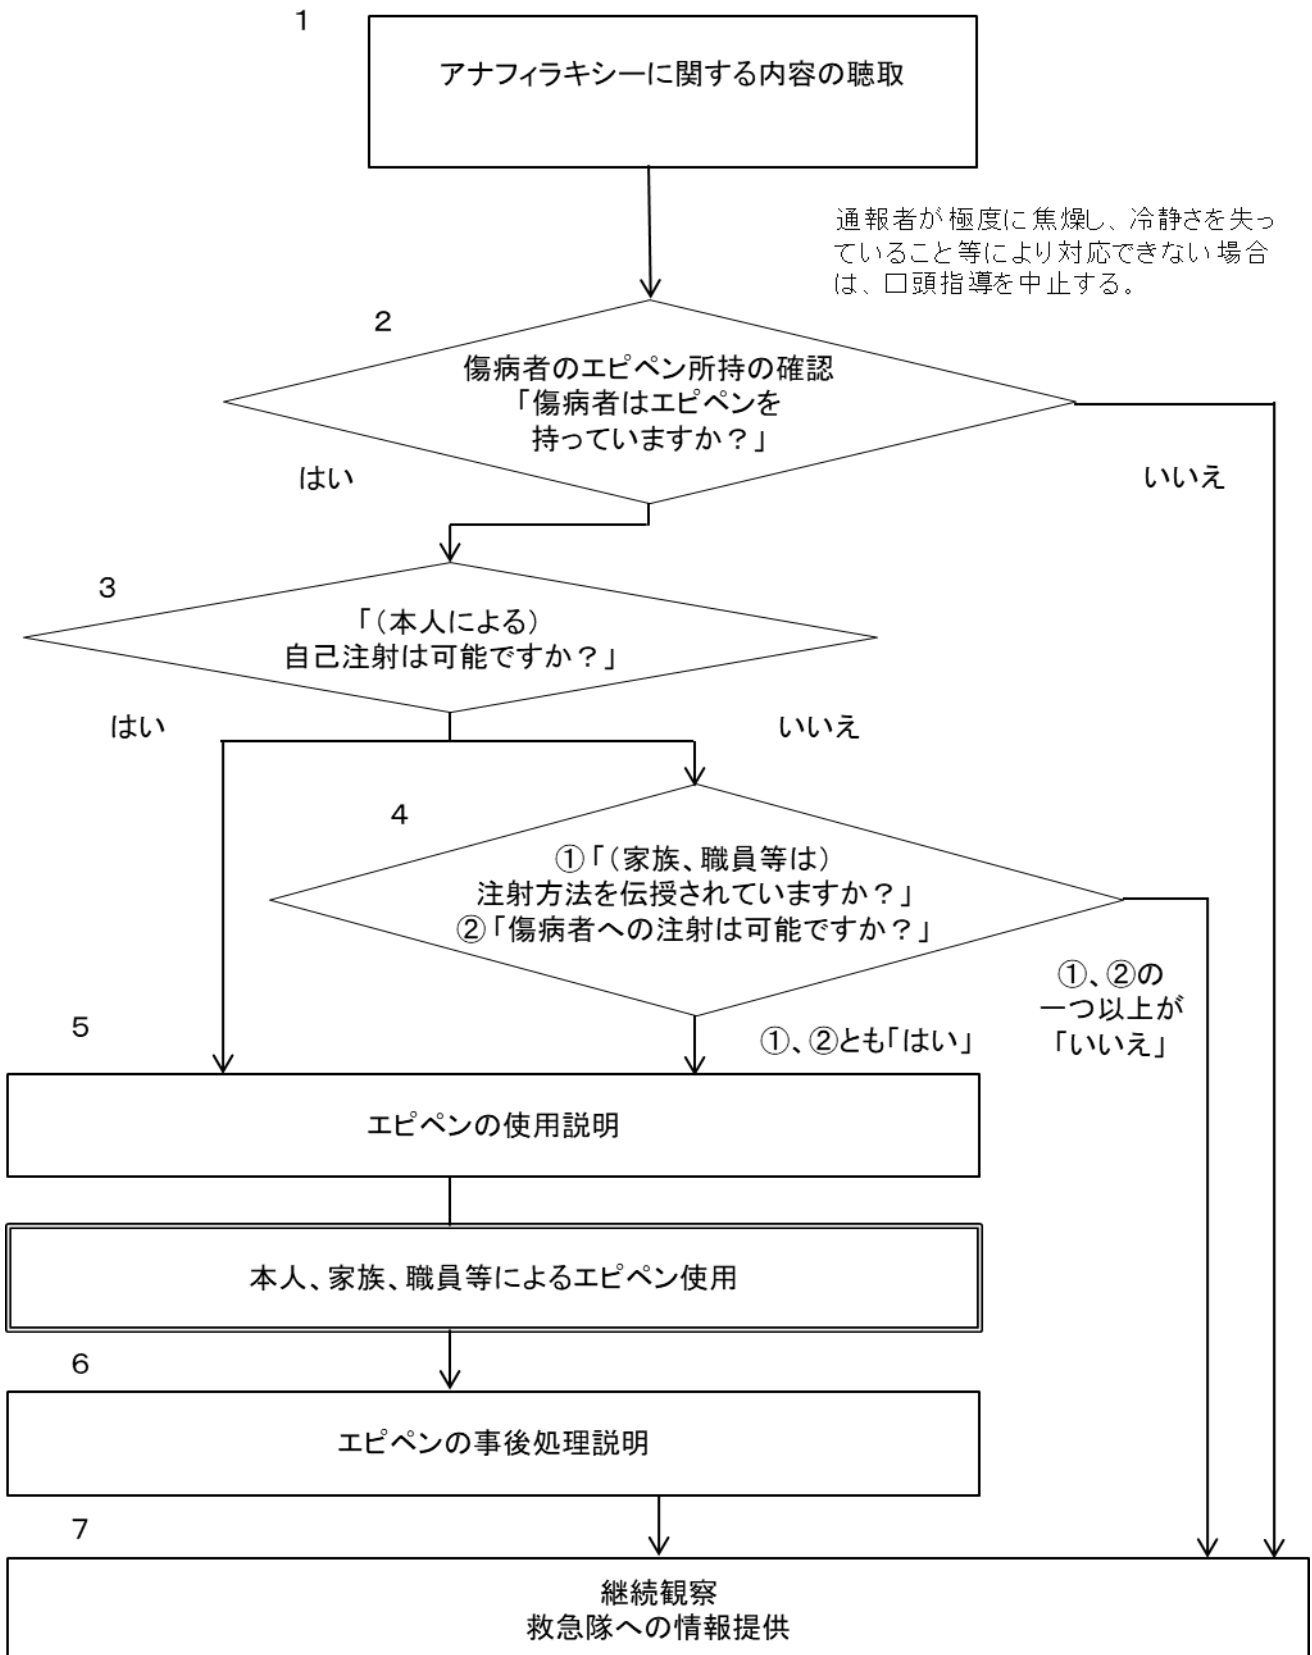 1
アナフィラキシーに関する内容の聴取
通報者が極度に焦燥し、冷静さを失っ
ていること等により対応できない場合
は、口頭指導を中止する。
2
傷病者のエピペン所持の確認
「傷病者はエピペンを
持っていますか？」
はい
いいえ
3
「（本人による）
自己注射は可能ですか？」
はい
いいえ
4
①「（家族、職員等は）
注射方法を伝授されていますか？」
②「傷病者への注射は可能ですか？」
①、②の
一つ以上が
「いいえ」
①、②とも「はい」
5
エピペンの使用説明
本人、家族、職員等によるエピペン使用
6
エピペンの事後処理説明
7
継続観察
救急隊への情報提供